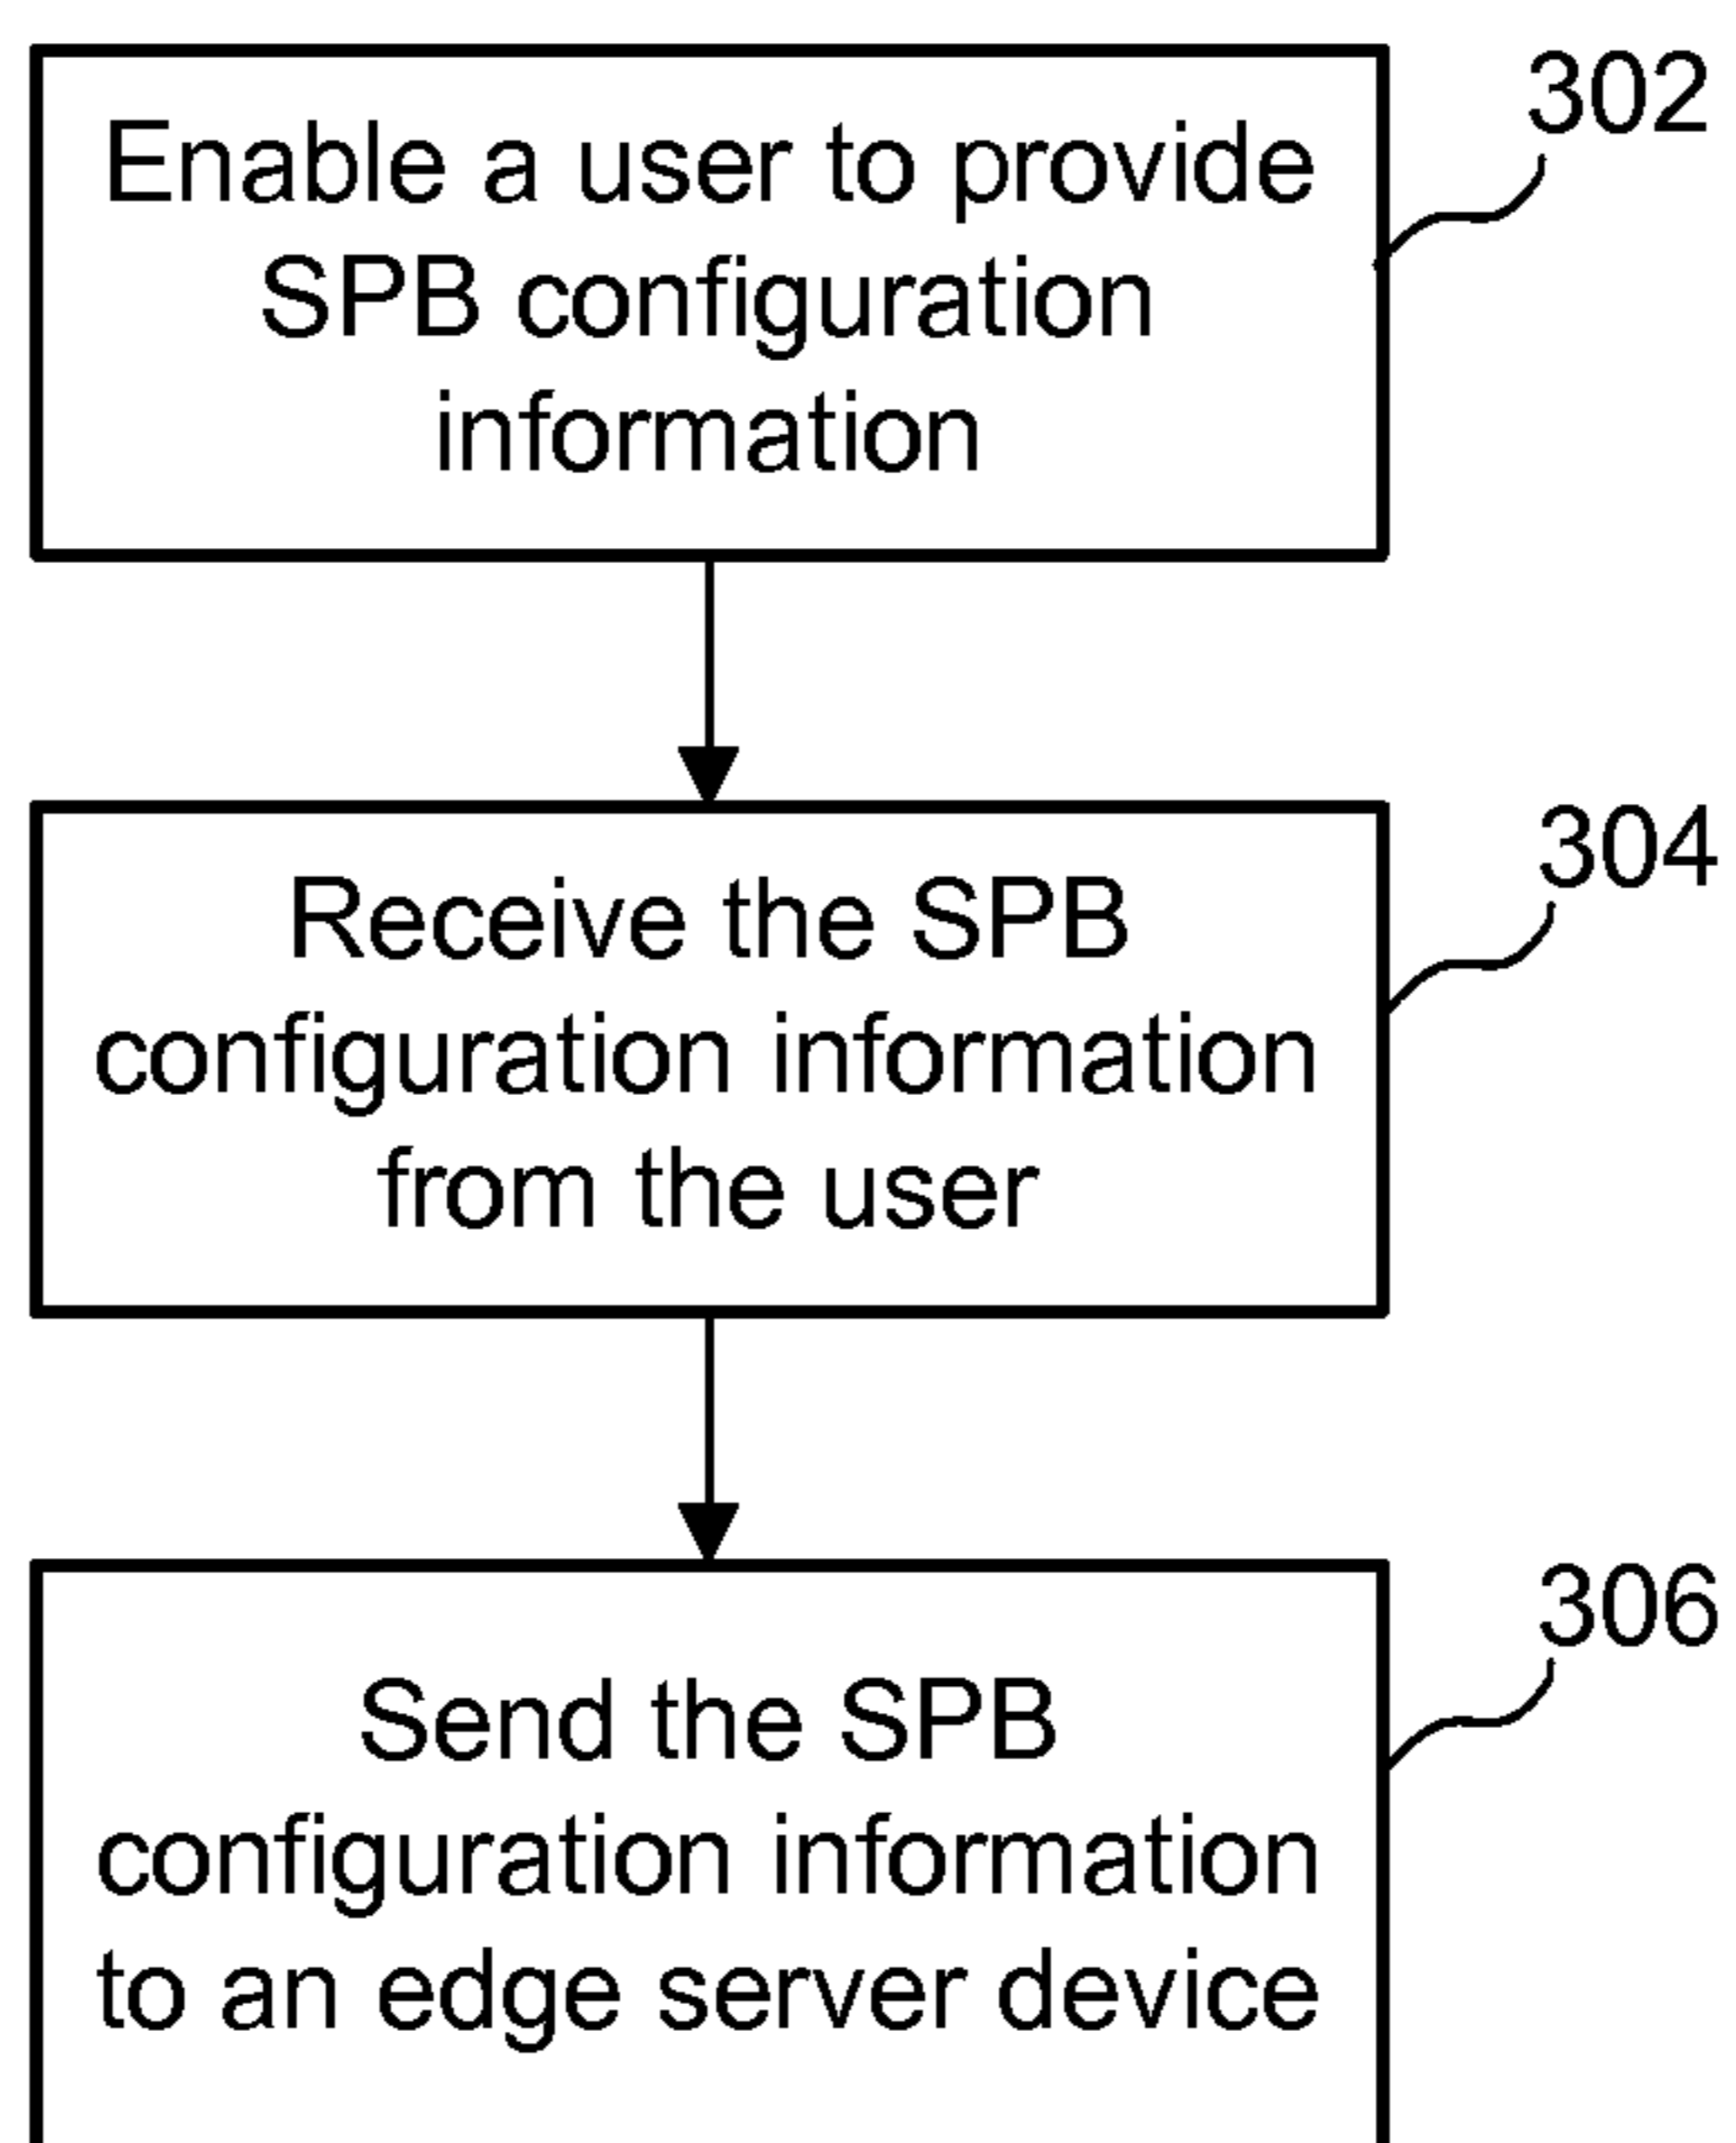 Enable a user to provide
SPB configuration
information
302
Receive the SPB
configuration information
from the user
304
Send the SPB
configuration information
to an edge server device
306